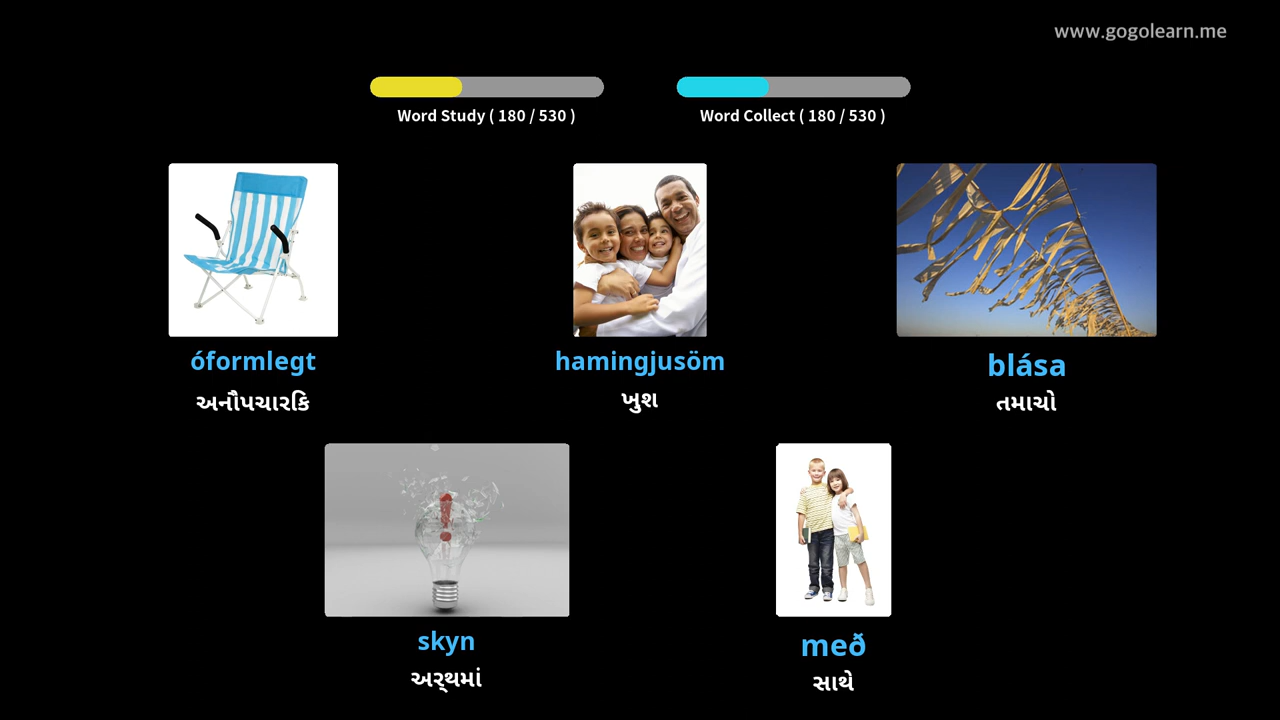 www.gogolearn.me
Word Study ( 180 / 530 )
Word Collect ( 180 / 530 )
óformlegt
અનૌપચારિક
hamingjusöm
ખુશ
blása
તમાચો
skyn
અર્થમાં
með
સાથે